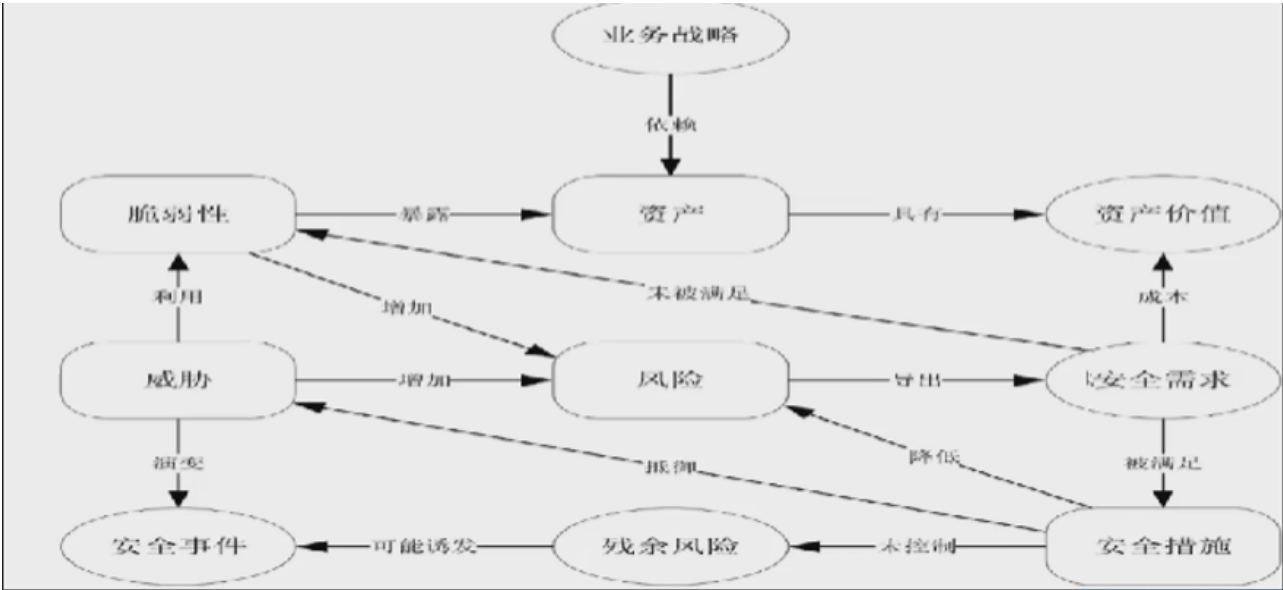 业务战略
依赖
脆弱性
暴露
资产
具有
资产价值
利用
增加
未被满足
成本
威胁
增加
风险
导出
安全需求
演变
抵御
降低
被满足
安全事件
可能诱发
残余风险
未控制
安全措施